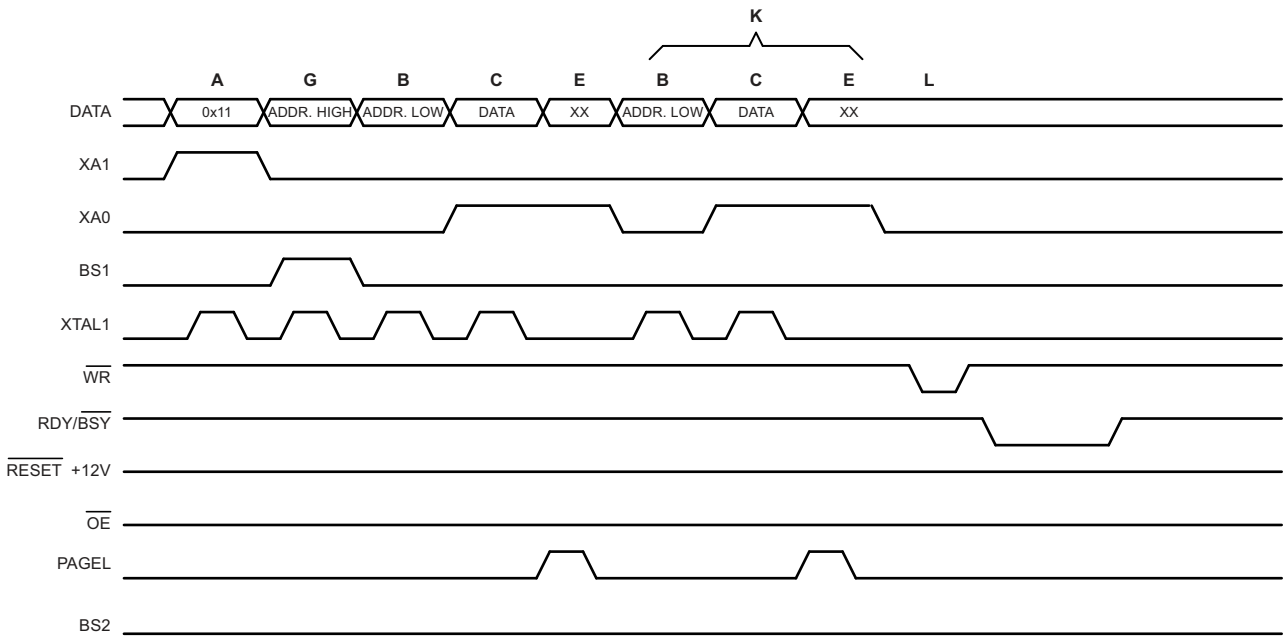 K
A G B C E B C E L
DATA 0x11 ADDR. HIGH ADDR. LOW DATA XX ADDR. LOW DATA XX
XA1
XA0
BS1
XTAL1
WR
RDY/BSY
RESET +12V
OE
PAGEL
BS2